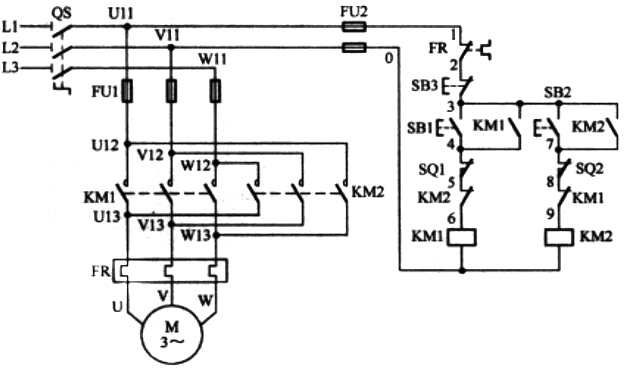 L1 QS U11 FU2 1
L2 V11 0 FR
L3 W11 2
FU1 SB3
3 SB2
SB1 KM1 KM2
U12 4 7
V12
W12 SQ1 SQ2
5 8
KM1 KM2 KM2 KM1
U13 6 9
V13
W13 KM1 KM2
FR
U V W
M
3~